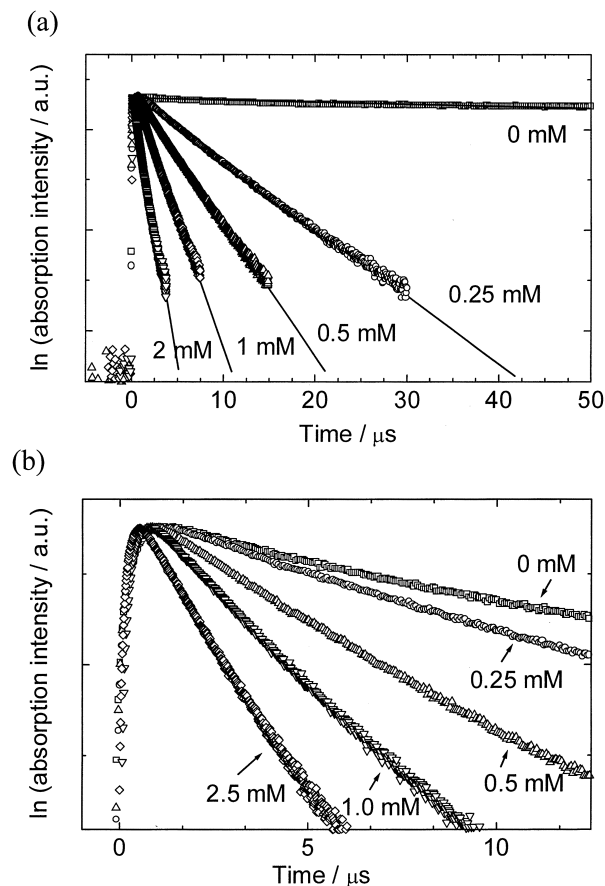 (a)
ln (absorption intensity / a.u.)
0 mM
0.25 mM
0.5 mM
1 mM
2 mM
0 10 20 30 40 50
Time / μs
(b)
ln (absorption intensity / a.u.)
0 mM
0.25 mM
0.5 mM
1.0 mM
2.5 mM
0 5 10
Time / μs